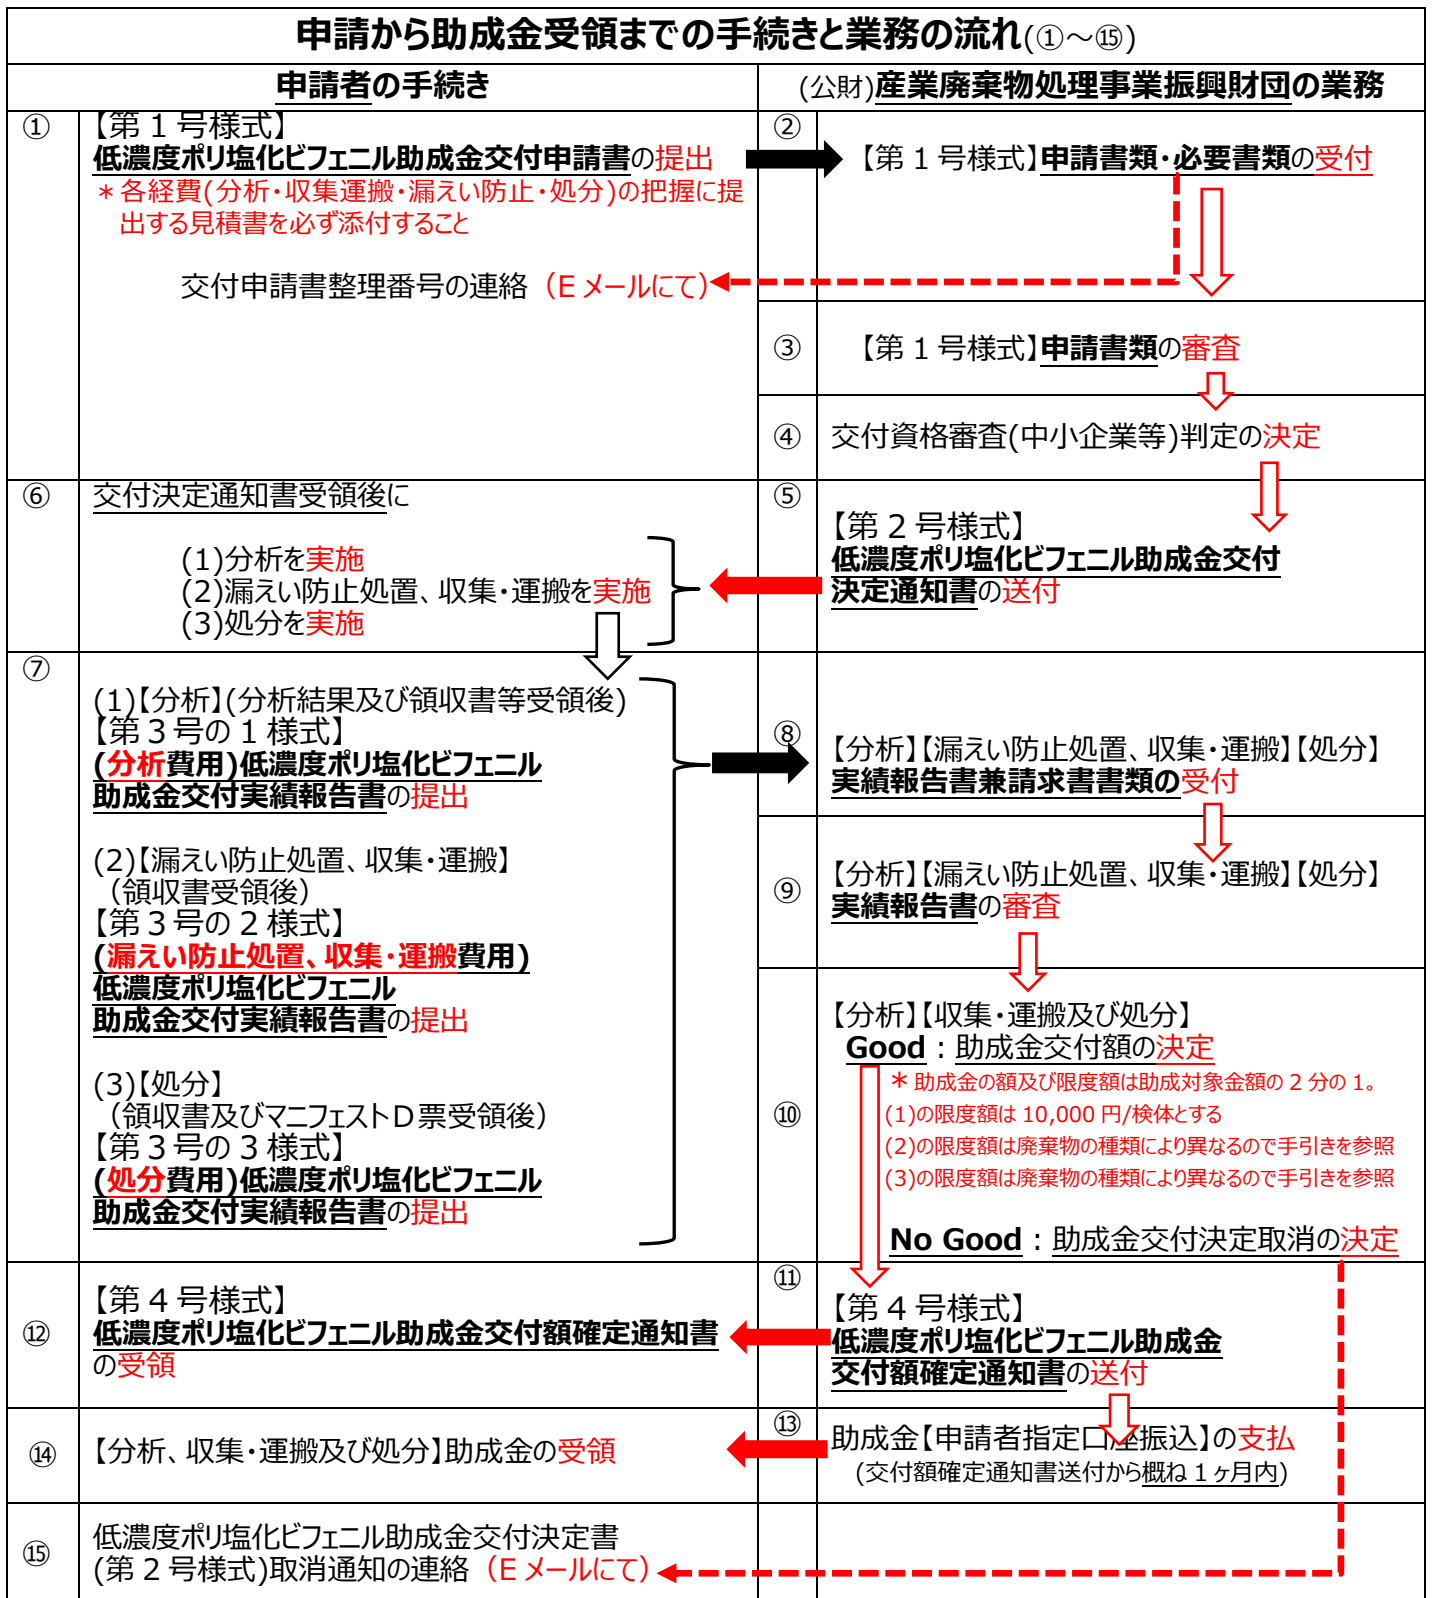 申請から助成金受領までの手続きと業務の流れ(①～⑮)
申請者の手続き
(公財)産業廃棄物処理事業振興財団の業務
①
【第１号様式】
低濃度ポリ塩化ビフェニル助成金交付申請書の提出
＊各経費(分析・収集運搬・漏えい防止・処分)の把握に提
出する見積書を必ず添付すること
交付申請書整理番号の連絡（Ｅメールにて）
②
【第１号様式】申請書類・必要書類の受付
③
【第１号様式】申請書類の審査
④
交付資格審査(中小企業等)判定の決定
⑥
交付決定通知書受領後に
(1)分析を実施
(2)漏えい防止処置、収集・運搬を実施
(3)処分を実施
⑤
【第２号様式】
低濃度ポリ塩化ビフェニル助成金交付
決定通知書の送付
⑦
(1)【分析】(分析結果及び領収書等受領後)
【第３号の１様式】
(分析費用)低濃度ポリ塩化ビフェニル
助成金交付実績報告書の提出
(2)【漏えい防止処置、収集・運搬】
（領収書受領後）
【第３号の２様式】
(漏えい防止処置、収集・運搬費用)
低濃度ポリ塩化ビフェニル
助成金交付実績報告書の提出
(3)【処分】
（領収書及びマニフェストＤ票受領後）
【第３号の３様式】
(処分費用)低濃度ポリ塩化ビフェニル
助成金交付実績報告書の提出
⑧
【分析】【漏えい防止処置、収集・運搬】【処分】
実績報告書兼請求書書類の受付
⑨
【分析】【漏えい防止処置、収集・運搬】【処分】
実績報告書の審査
⑩
【分析】【収集・運搬及び処分】
Good：助成金交付額の決定
＊助成金の額及び限度額は助成対象金額の２分の１。
(1)の限度額は 10,000 円/検体とする
(2)の限度額は廃棄物の種類により異なるので手引きを参照
(3)の限度額は廃棄物の種類により異なるので手引きを参照
No Good：助成金交付決定取消の決定
⑫
【第４号様式】
低濃度ポリ塩化ビフェニル助成金交付額確定通知書
の受領
⑪
【第４号様式】
低濃度ポリ塩化ビフェニル助成金
交付額確定通知書の送付
⑭
【分析、収集・運搬及び処分】助成金の受領
⑬
助成金【申請者指定口座振込】の支払
(交付額確定通知書送付から概ね１ヶ月内)
⑮
低濃度ポリ塩化ビフェニル助成金交付決定書
(第２号様式)取消通知の連絡（Ｅメールにて）